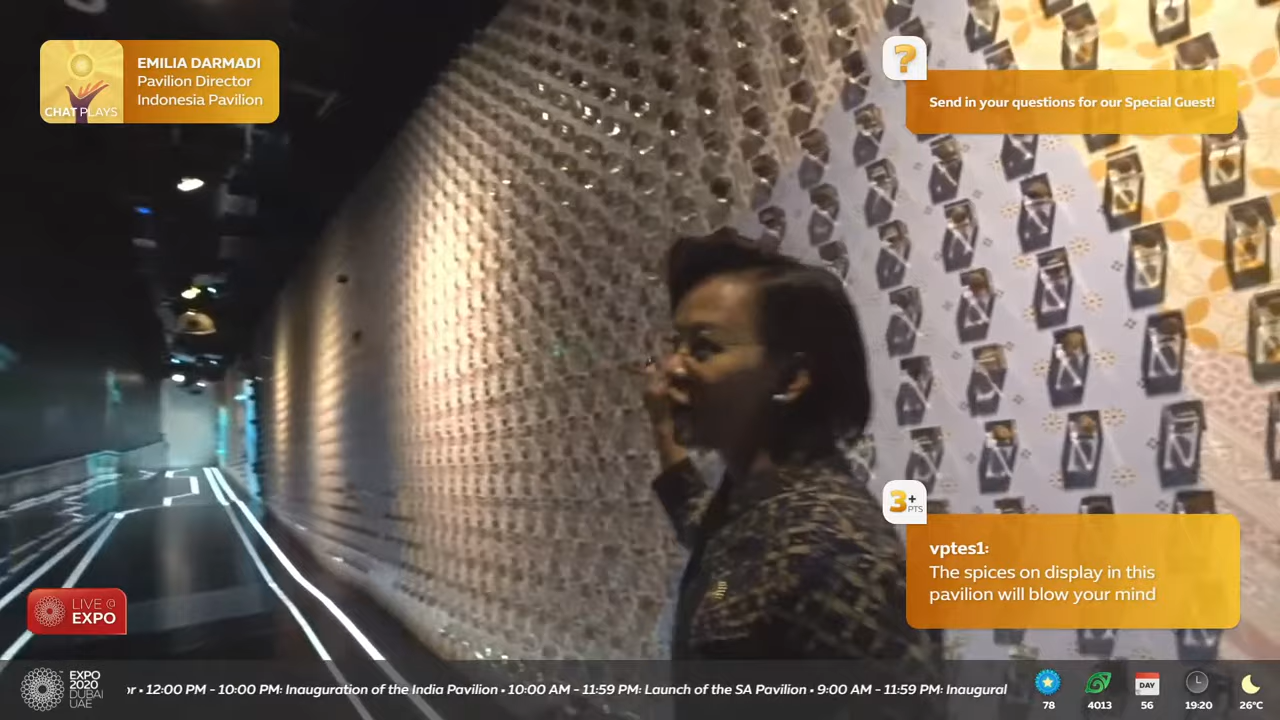 EMILIA DARMADI
Pavilion Director
Indonesia Pavilion
CHAT PLAYS
?
Send in your questions for our Special Guest!
3+
PTS
vptes1:
The spices on display in this
pavilion will blow your mind
LIVE @
EXPO
EXPO
2020
DUBAI
UAE
or • 12:00 PM - 10:00 PM: Inauguration of the India Pavilion • 10:00 AM - 11:59 PM: Launch of the SA Pavilion • 9:00 AM - 11:59 PM: Inaugural
78
4013
DAY
56
19:20
26°C